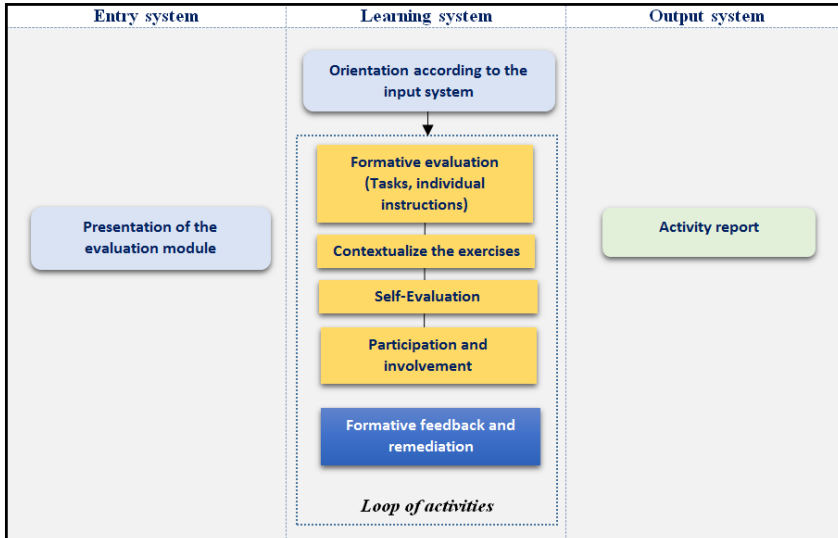 Entry system
Learning system
Output system
Orientation according to the
input system
Formative evaluation
(Tasks, individual
instructions)
Presentation of the
evaluation module
Activity report
Contextualize the exercises
Self-Evaluation
Participation and
involvement
Formative feedback and
remediation
Loop of activities